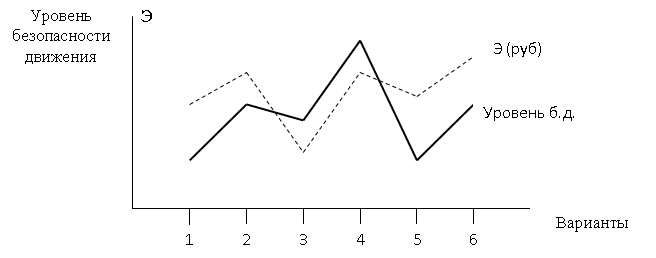 Уровень
безопасности
движения
Э
Э (руб)
Уровень б.д.
Варианты
1 2 3 4 5 6